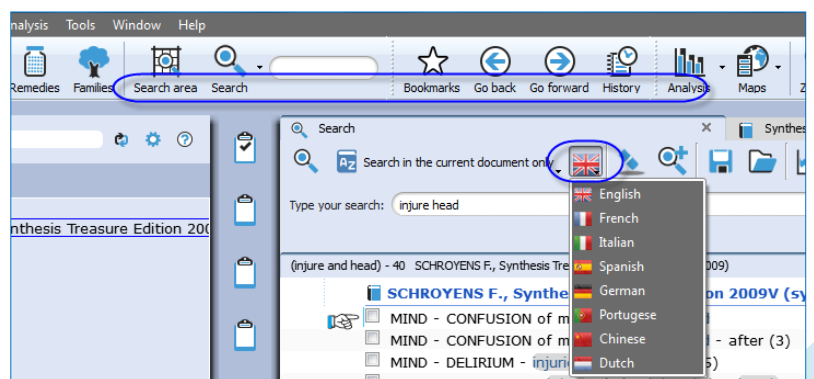 nalysis Tools Window Help
Remedies Families Search area Search Bookmarks Go back Go forward History Analysis Maps Z
Search Synthes
AZ Search in the current document only
English
Type your search: injure head
French
Italian
nthesis Treasure Edition 200
(injure and head) - 40 SCHROYENS F., Synthesis Tre 009)
Spanish
SCHROYENS F., Synthe on 2009V (sy
German
MIND - CONFUSION of m
Portugese
MIND - CONFUSION of m - after (3)
Chinese
MIND - DELIRIUM - injuri 5)
Dutch